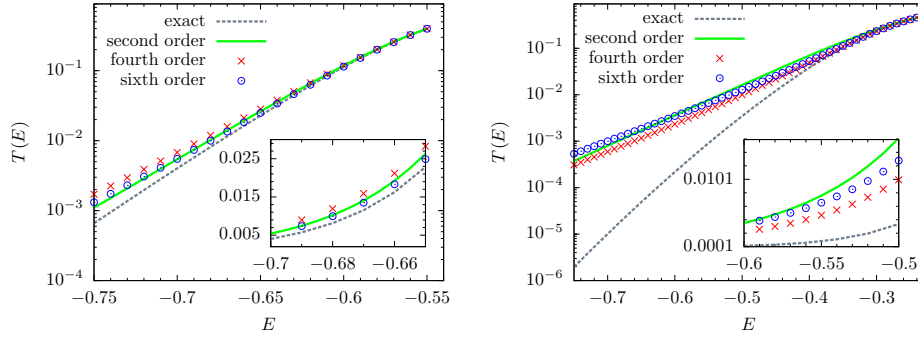 exact
second order
fourth order
sixth order
10⁻¹
10⁻²
10⁻³
10⁻⁴
T(E)
0.025
0.015
0.005
−0.7
−0.68
−0.66
−0.75
−0.7
−0.65
−0.6
−0.55
E
exact
second order
fourth order
sixth order
10⁰
10⁻¹
10⁻²
10⁻³
10⁻⁴
10⁻⁵
10⁻⁶
T(E)
0.0101
0.0001
−0.6
−0.55
−0.5
−0.7
−0.6
−0.5
−0.4
−0.3
E